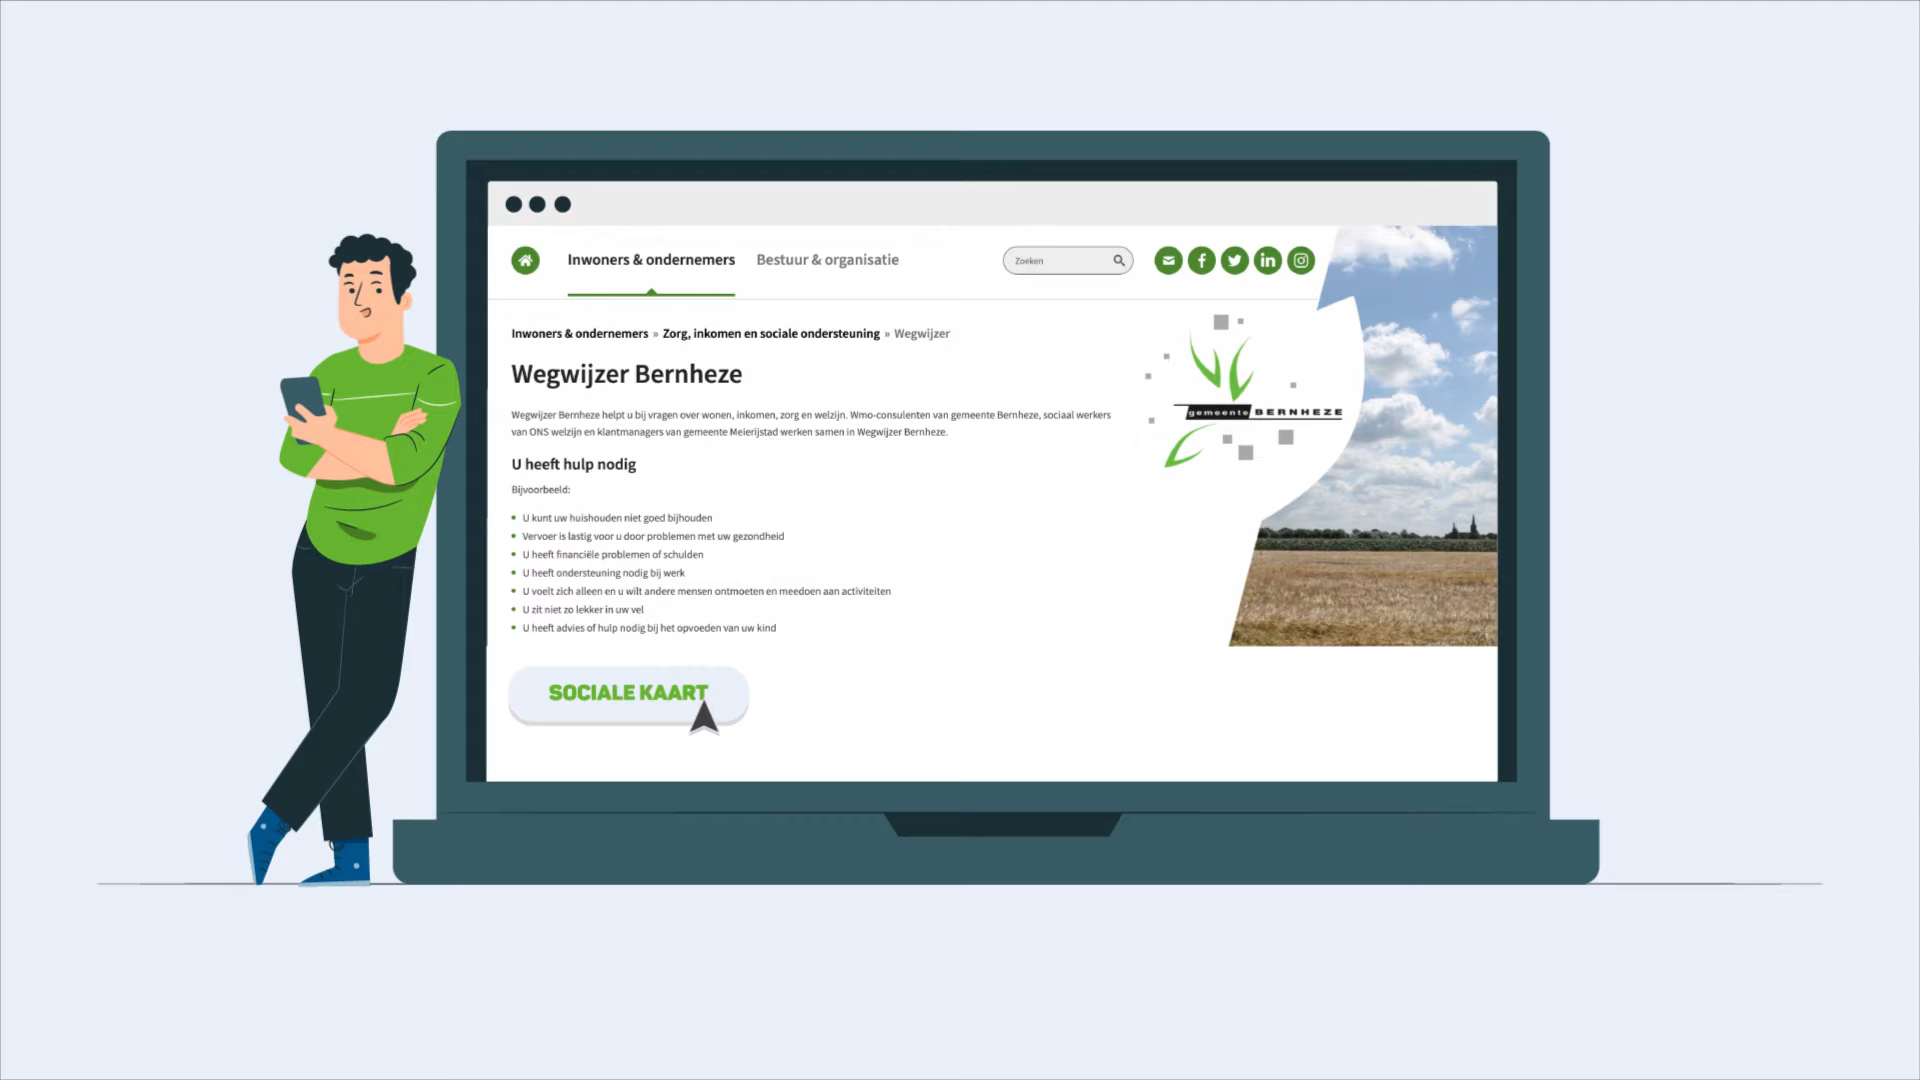 Inwoners & ondernemers
Bestuur & organisatie
Zoeken
Inwoners & ondernemers » Zorg, inkomen en sociale ondersteuning » Wegwijzer
gemeente BERNHEZE
Wegwijzer Bernheze
Wegwijzer Bernheze helpt u bij vragen over wonen, inkomen, zorg en welzijn. Wmo-consulenten van gemeente Bernheze, sociaal werkers
van ONS welzijn en klantmanagers van gemeente Meierijstad werken samen in Wegwijzer Bernheze.
U heeft hulp nodig
Bijvoorbeeld:
U kunt uw huishouden niet goed bijhouden
Vervoer is lastig voor u door problemen met uw gezondheid
U heeft financiële problemen of schulden
U heeft ondersteuning nodig bij werk
U voelt zich alleen en u wilt andere mensen ontmoeten en meedoen aan activiteiten
U zit niet zo lekker in uw vel
U heeft advies of hulp nodig bij het opvoeden van uw kind
SOCIALE KAART